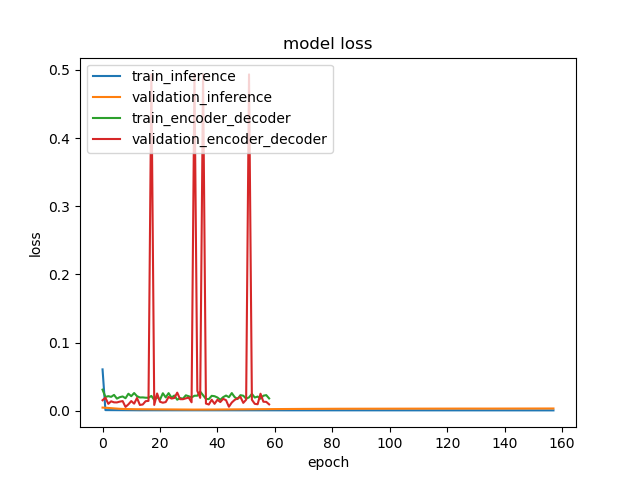 model loss
train_inference
validation_inference
train_encoder_decoder
validation_encoder_decoder
0.5
0.4
0.3
0.2
0.1
0.0
loss
0 20 40 60 80 100 120 140 160
epoch